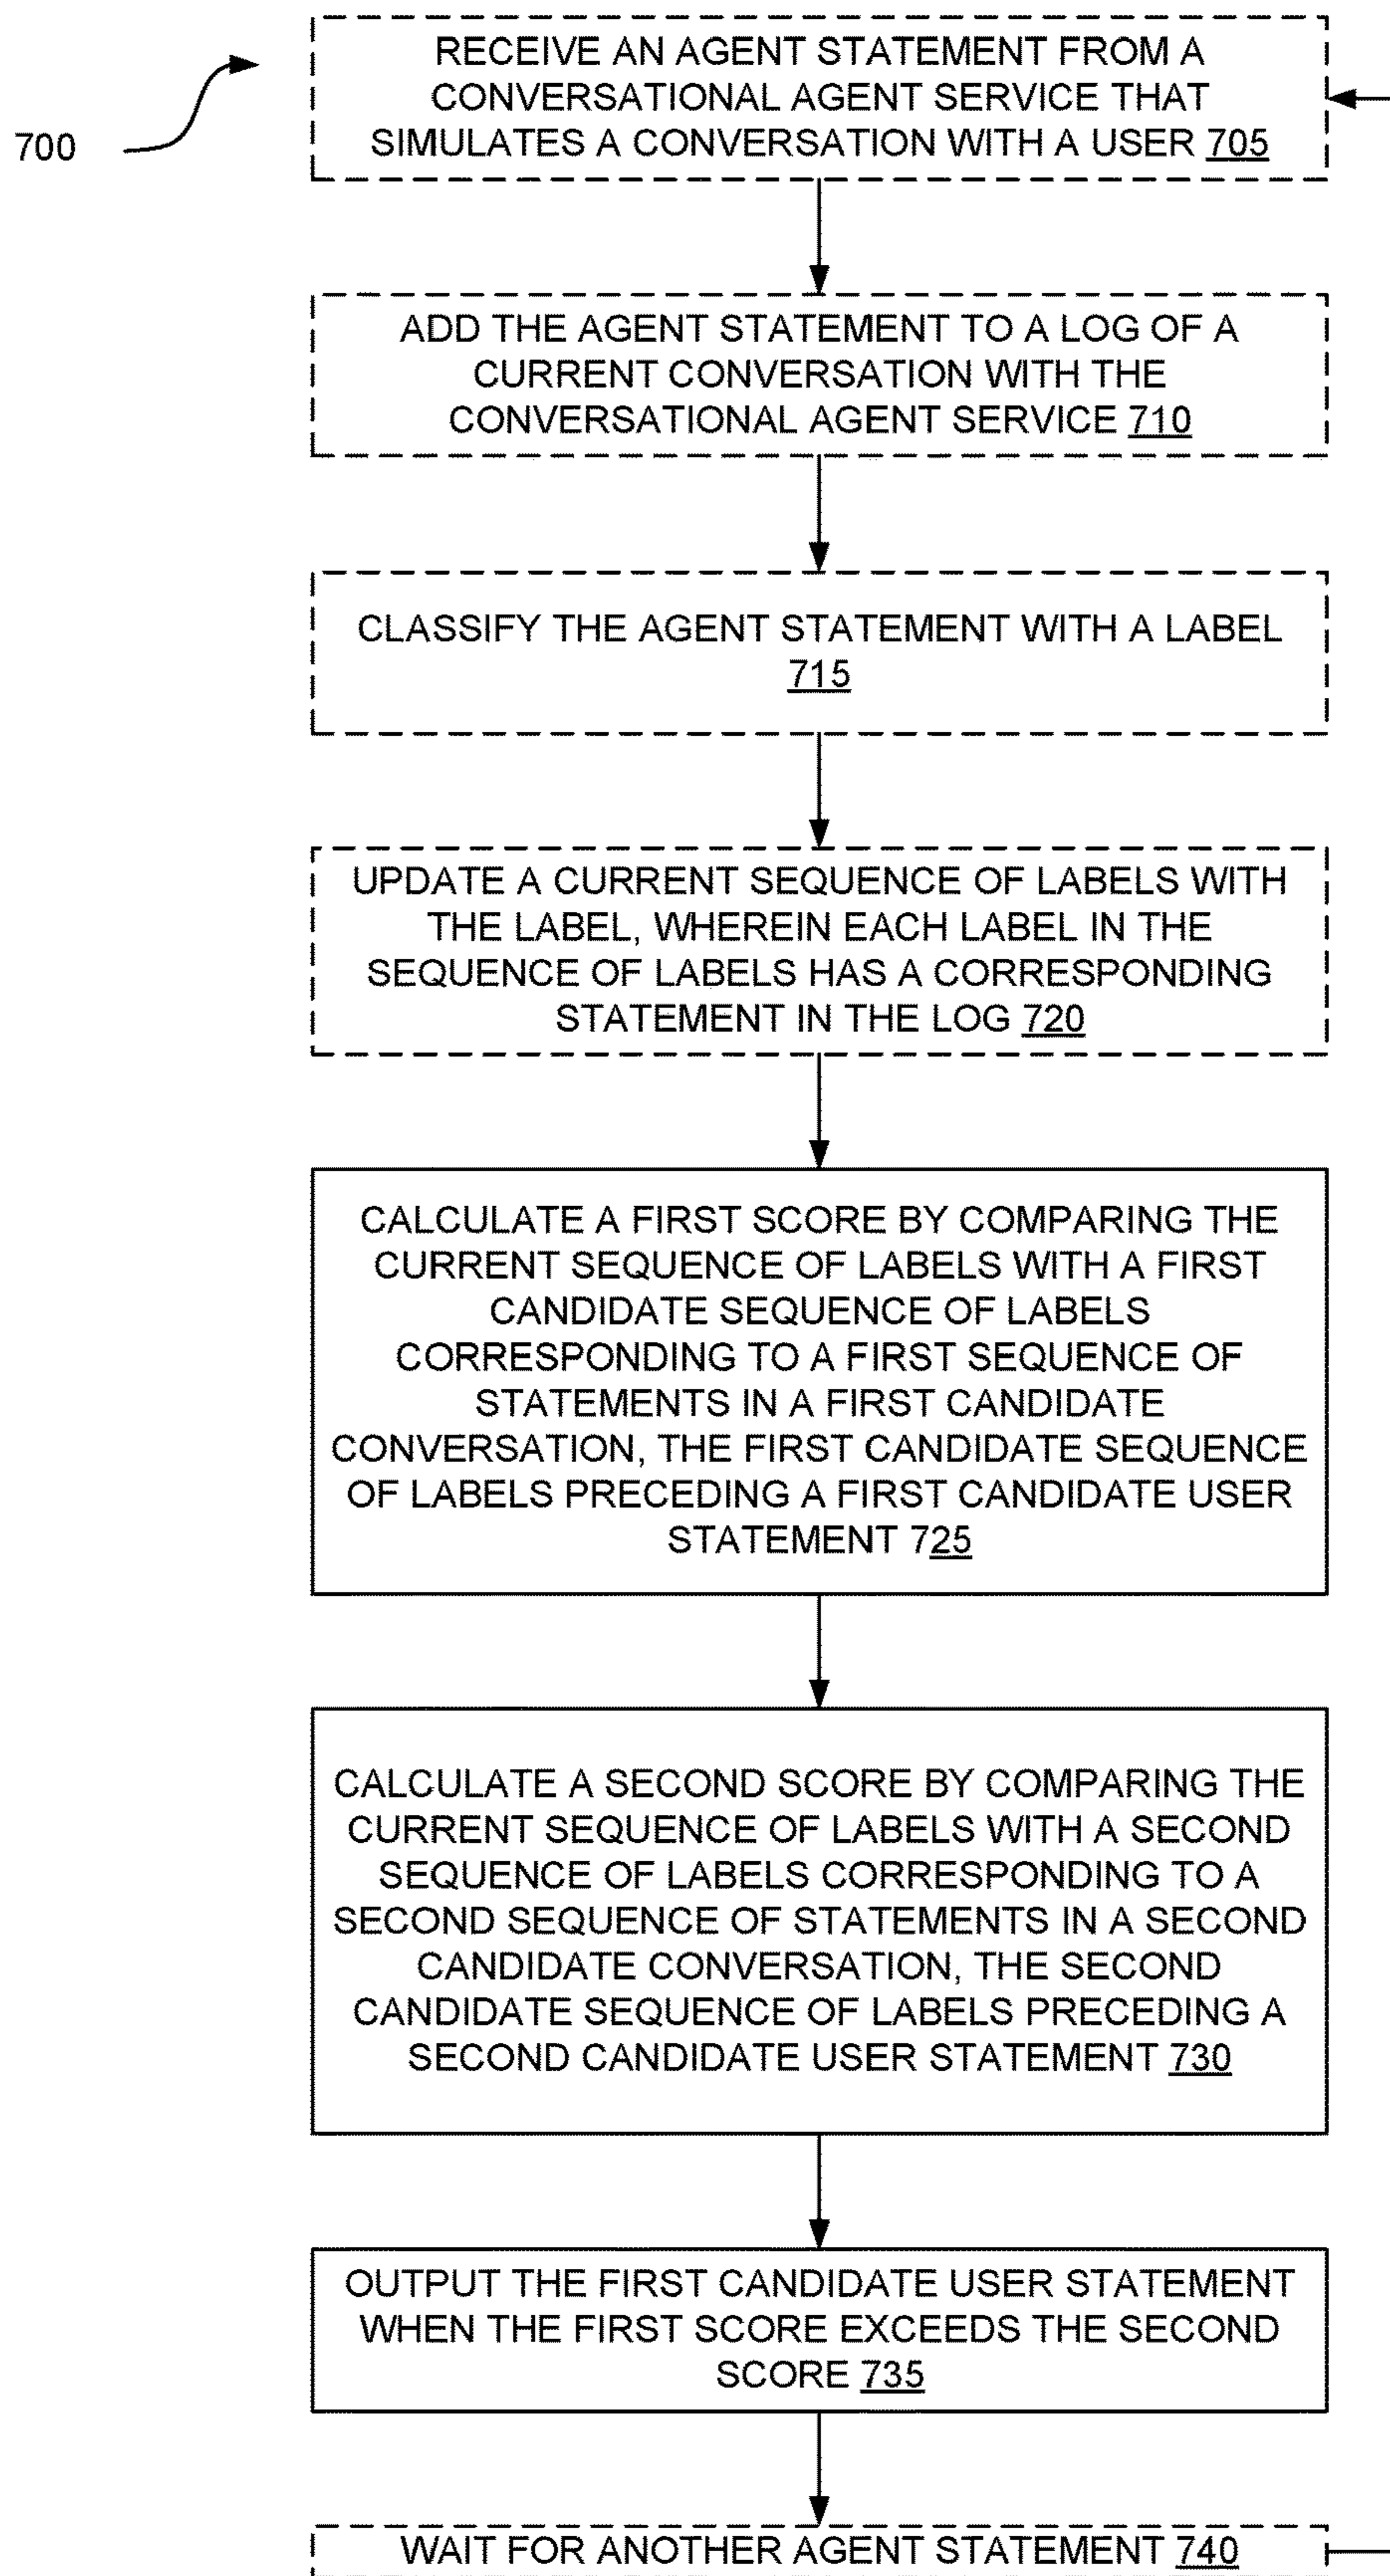 RECEIVE AN AGENT STATEMENT FROM A
CONVERSATIONAL AGENT SERVICE THAT
SIMULATES A CONVERSATION WITH A USER 705
700
ADD THE AGENT STATEMENT TO A LOG OF A
CURRENT CONVERSATION WITH THE
CONVERSATIONAL AGENT SERVICE 710
CLASSIFY THE AGENT STATEMENT WITH A LABEL
715
UPDATE A CURRENT SEQUENCE OF LABELS WITH
THE LABEL, WHEREIN EACH LABEL IN THE
SEQUENCE OF LABELS HAS A CORRESPONDING
STATEMENT IN THE LOG 720
CALCULATE A FIRST SCORE BY COMPARING THE
CURRENT SEQUENCE OF LABELS WITH A FIRST
CANDIDATE SEQUENCE OF LABELS
CORRESPONDING TO A FIRST SEQUENCE OF
STATEMENTS IN A FIRST CANDIDATE
CONVERSATION, THE FIRST CANDIDATE SEQUENCE
OF LABELS PRECEDING A FIRST CANDIDATE USER
STATEMENT 725
CALCULATE A SECOND SCORE BY COMPARING THE
CURRENT SEQUENCE OF LABELS WITH A SECOND
SEQUENCE OF LABELS CORRESPONDING TO A
SECOND SEQUENCE OF STATEMENTS IN A SECOND
CANDIDATE CONVERSATION, THE SECOND
CANDIDATE SEQUENCE OF LABELS PRECEDING A
SECOND CANDIDATE USER STATEMENT 730
OUTPUT THE FIRST CANDIDATE USER STATEMENT
WHEN THE FIRST SCORE EXCEEDS THE SECOND
SCORE 735
WAIT FOR ANOTHER AGENT STATEMENT 740